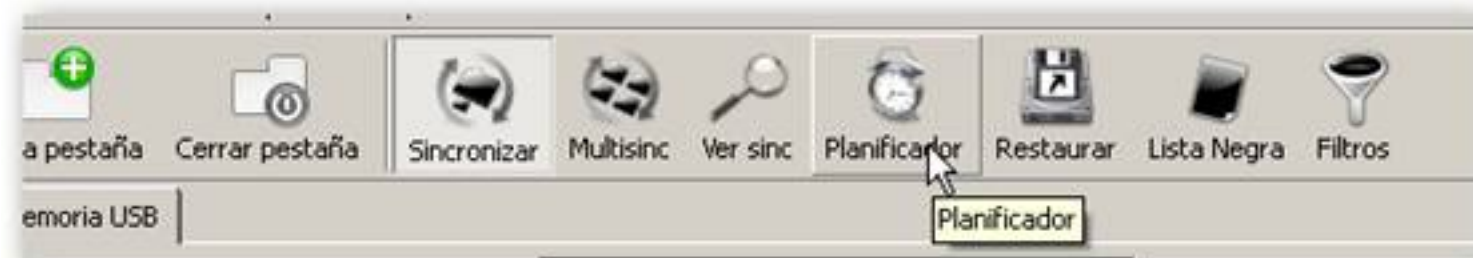 a pestaña Cerrar pestaña Sincronizar Multisinc Ver sinc Planificador Restaurar Lista Negra Filtros
emoria USB
Planificador